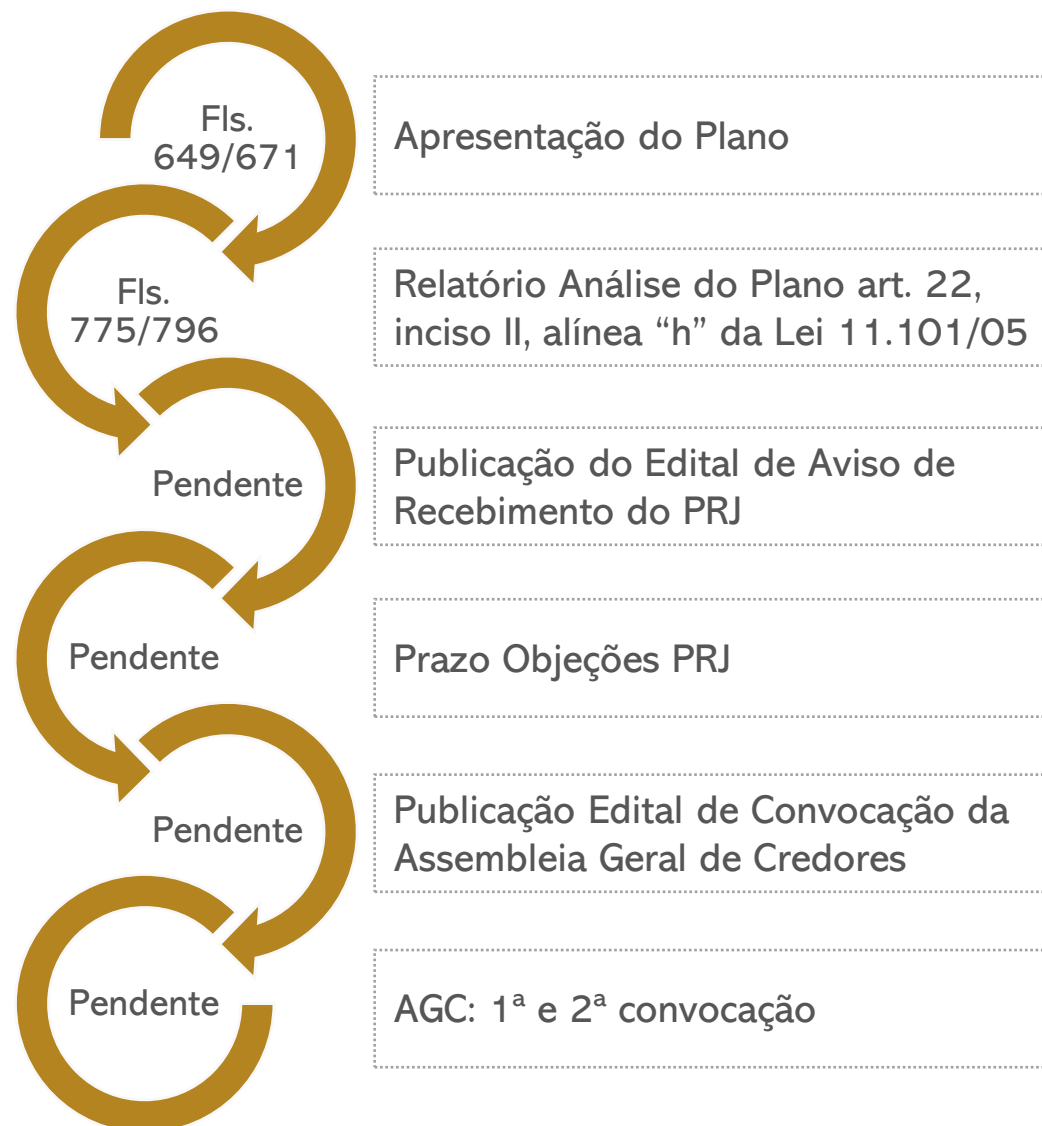 Fls.
649/671
Apresentação do Plano
Fls.
775/796
Relatório Análise do Plano art. 22,
inciso II, alínea “h” da Lei 11.101/05
Pendente
Publicação do Edital de Aviso de
Recebimento do PRJ
Pendente
Prazo Objeções PRJ
Pendente
Publicação Edital de Convocação da
Assembleia Geral de Credores
Pendente
AGC: 1ª e 2ª convocação